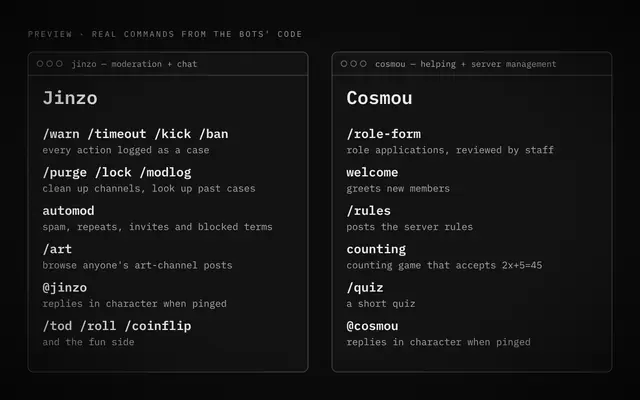 PREVIEW · REAL COMMANDS FROM THE BOTS' CODE
jinzo — moderation + chat
Jinzo
/warn /timeout /kick /ban
every action logged as a case
/purge /lock /modlog
clean up channels, look up past cases
automod
spam, repeats, invites and blocked terms
/art
browse anyone's art-channel posts
@jinzo
replies in character when pinged
/tod /roll /coinflip
and the fun side
cosmou — helping + server management
Cosmou
/role-form
role applications, reviewed by staff
welcome
greets new members
/rules
posts the server rules
counting
counting game that accepts 2x+5=45
/quiz
a short quiz
@cosmou
replies in character when pinged